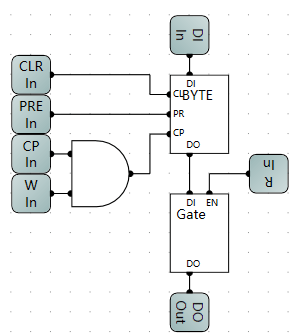 DI
In
CLR
In
DI
CL
BYTE
PRE
In
PR
CP
In
CP
DO
W
In
R
In
DI
EN
Gate
DO
DO
Out